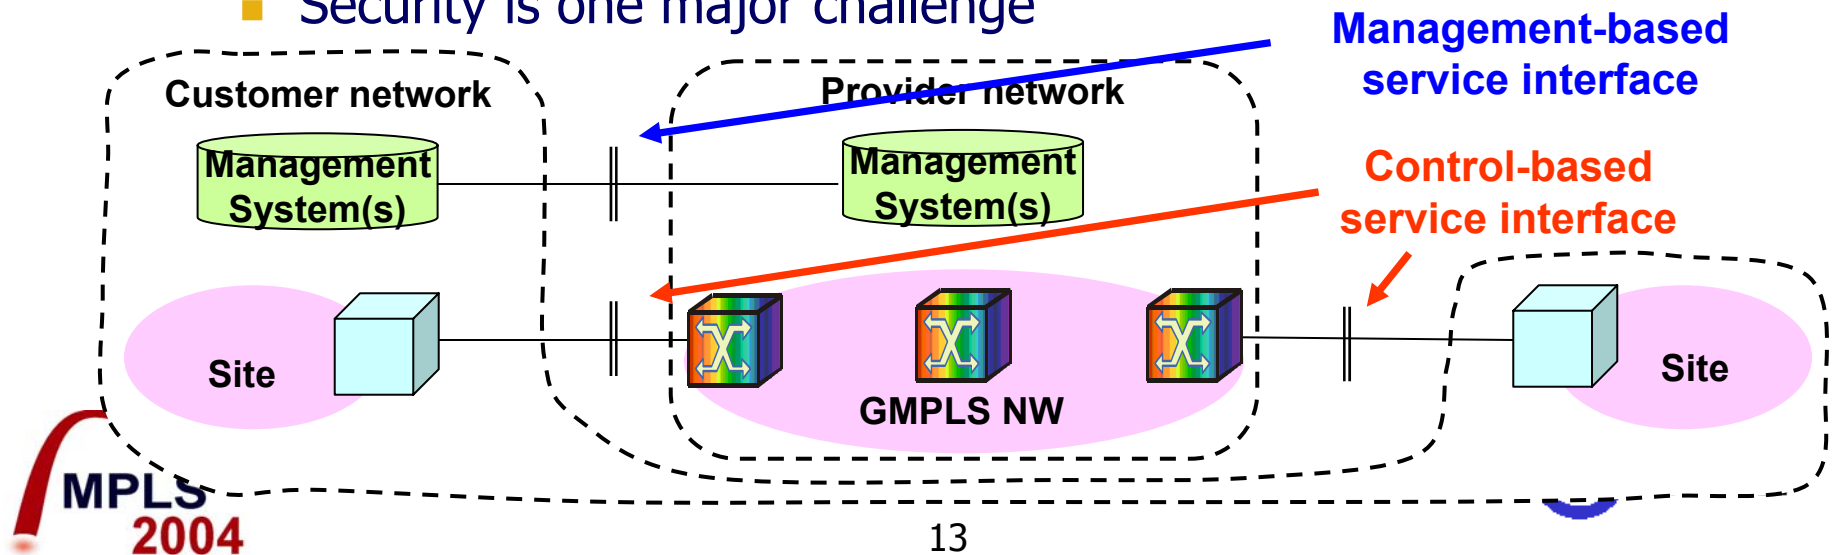 Security is one major challenge
Management-based
service interface
Customer network
Provider network
Management
System(s)
Management
System(s)
Control-based
service interface
Site
GMPLS NW
Site
MPLS
2004
13